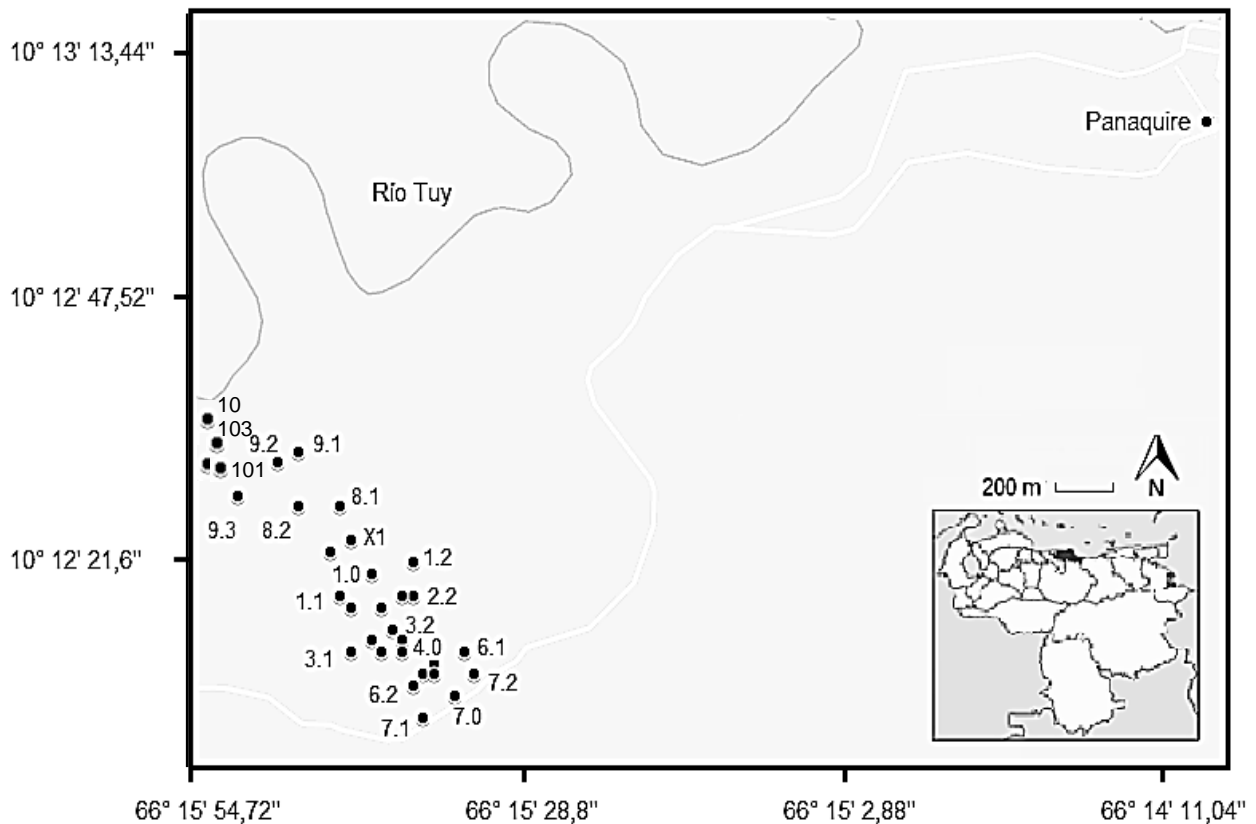 10° 13' 13,44"
Panaquire
Río Tuy
10° 12' 47,52"
10
103
9.2
9.1
101
8.1
200 m
N
9.3
8.2
X1
10° 12' 21,6"
1.2
1.0
1.1
2.2
3.2
3.1
4.0
6.1
6.2
7.2
7.1
7.0
66° 15' 54,72"
66° 15' 28,8"
66° 15' 2,88"
66° 14' 11,04"